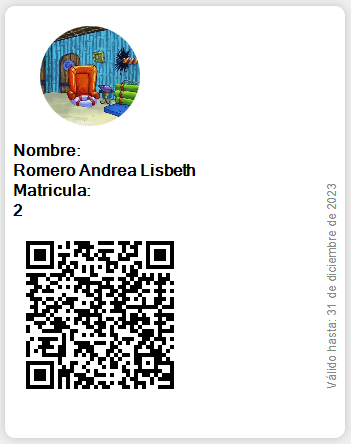 Nombre:
Romero Andrea Lisbeth
Matricula:
2
Válido hasta: 31 de diciembre de 2023